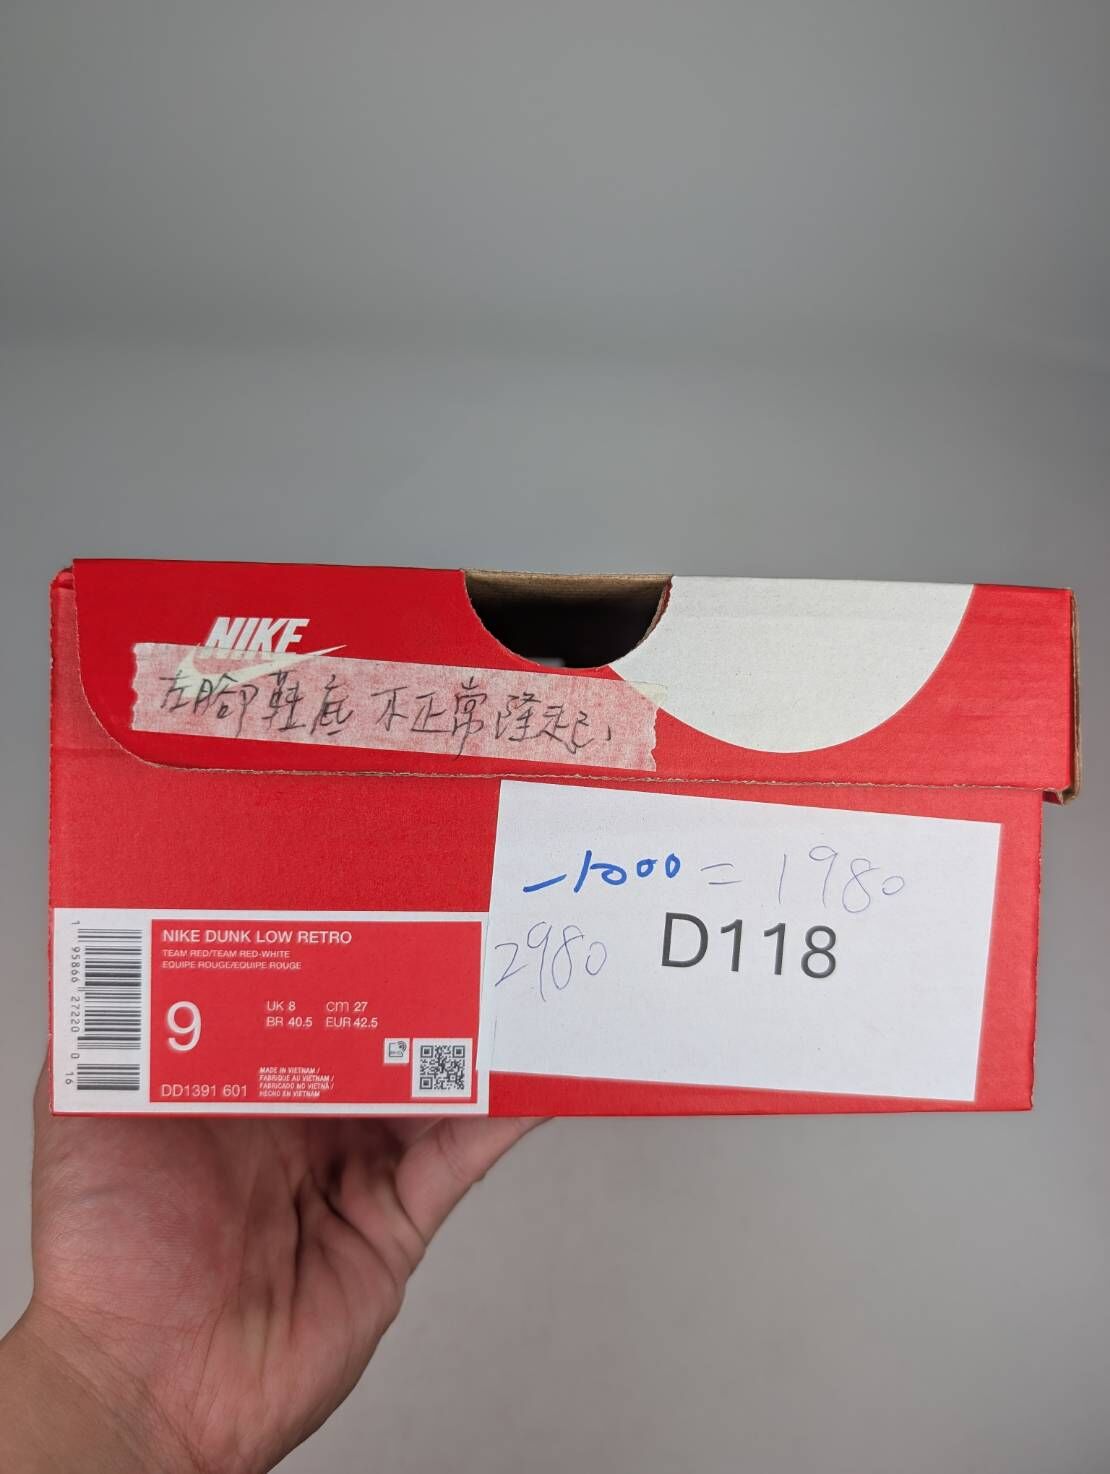 NIKE
左腳鞋底不正常隆起
-1000 = 1980
2980
D118
1 95866 27220 0 16
NIKE DUNK LOW RETRO
TEAM RED/TEAM RED-WHITE
EQUIPE ROUGE/EQUIPE ROUGE
9
UK 8 cm 27
BR 40.5 EUR 42.5
DD1391 601
MADE IN VIETNAM /
FABRIQUE AU VIETNAM /
FABRICADO NO VIETNÃ /
HECHO EN VIETNAM